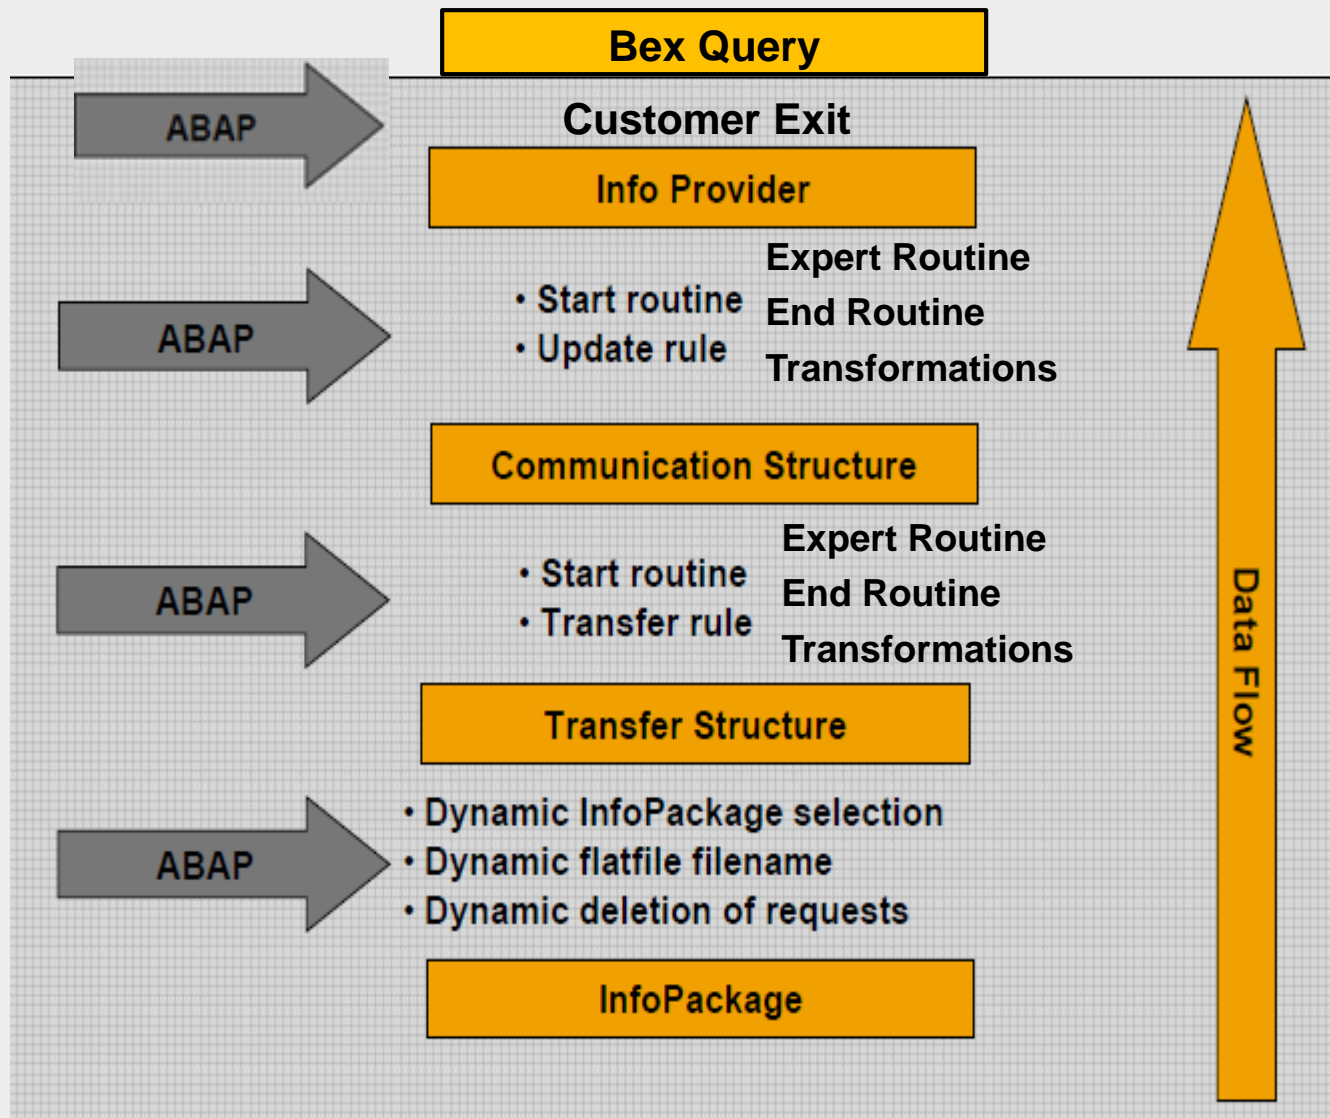 Bex Query
ABAP
Customer Exit
Info Provider
ABAP
• Start routine
• Update rule
Expert Routine
End Routine
Transformations
Communication Structure
ABAP
• Start routine
• Transfer rule
Expert Routine
End Routine
Transformations
Transfer Structure
ABAP
• Dynamic InfoPackage selection
• Dynamic flatfile filename
• Dynamic deletion of requests
InfoPackage
Data Flow